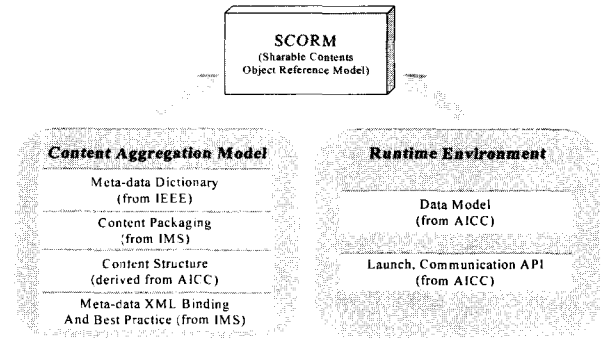 SCORM
(Sharable Contents
Object Reference Model)
Content Aggregation Model
Meta-data Dictionary
(from IEEE)
Content Packaging
(from IMS)
Content Structure
(derived from AICC)
Meta-data XML Binding
And Best Practice (from IMS)
Runtime Environment
Data Model
(from AICC)
Launch, Communication API
(from AICC)